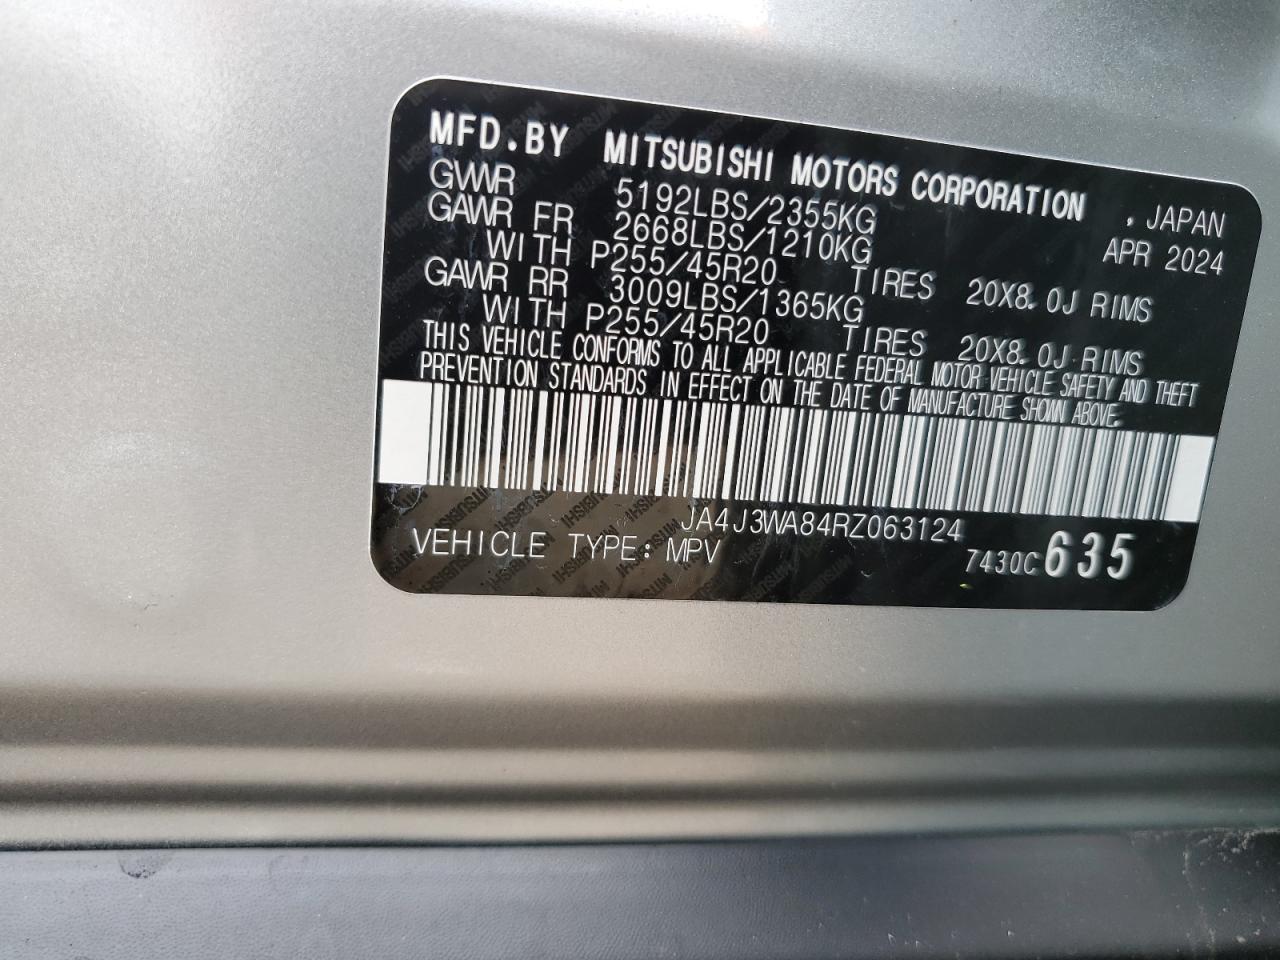 MFD.BY MITSUBISHI MOTORS CORPORATION , JAPAN
GVWR 5192LBS/2355KG APR 2024
GAWR FR 2668LBS/1210KG
WITH P255/45R20 TIRES 20X8.0J RIMS
GAWR RR 3009LBS/1365KG
WITH P255/45R20 TIRES 20X8.0J RIMS
THIS VEHICLE CONFORMS TO ALL APPLICABLE FEDERAL MOTOR VEHICLE SAFETY AND THEFT
PREVENTION STANDARDS IN EFFECT ON THE DATE OF MANUFACTURE SHOWN ABOVE.
JA4J3WA84RZ063124
VEHICLE TYPE: MPV 7430C 635